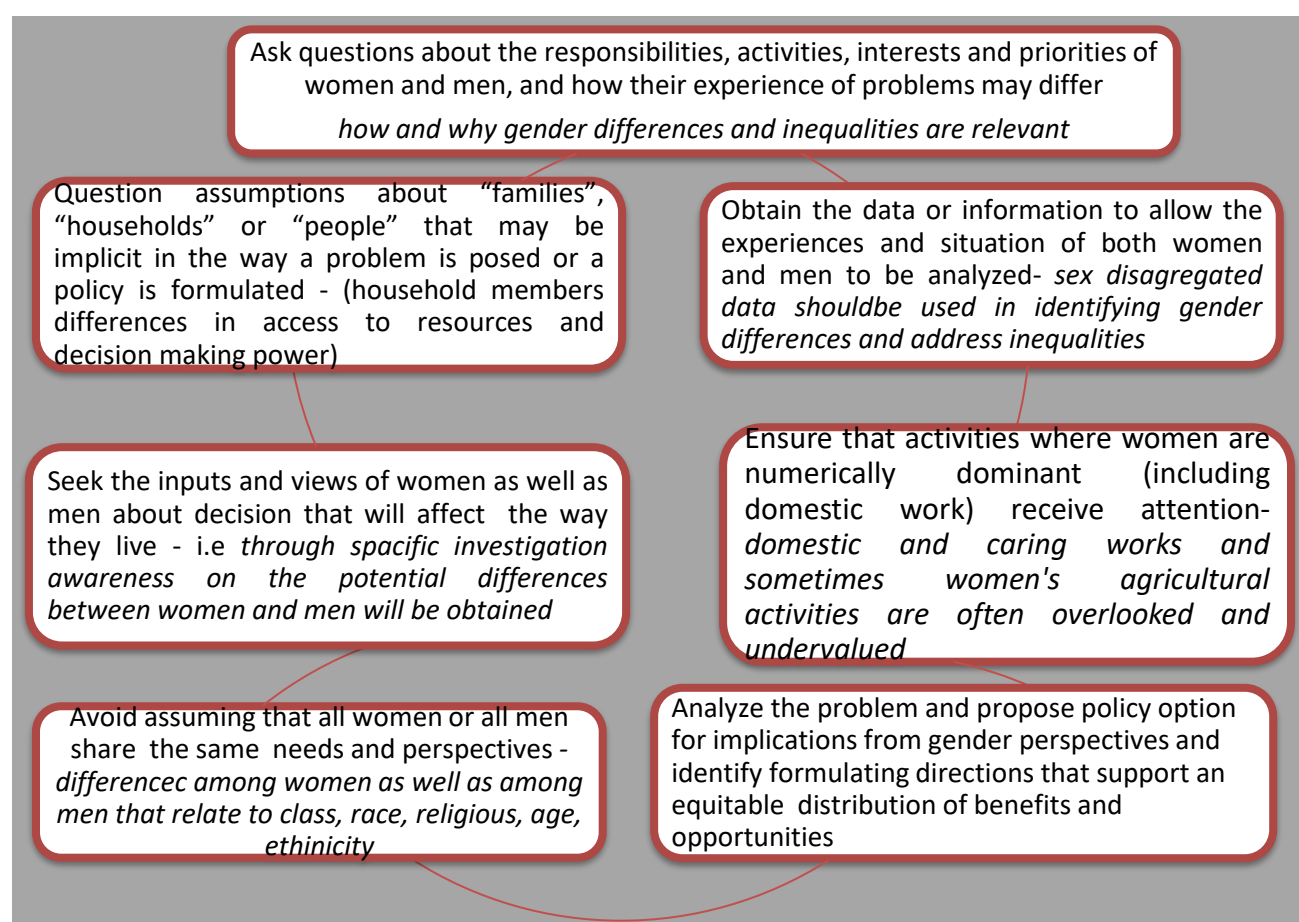 Ask questions about the responsibilities, activities, interests and priorities of
women and men, and how their experience of problems may differ
how and why gender differences and inequalities are relevant
Question assumptions about “families”,
“households” or “people” that may be
implicit in the way a problem is posed or a
policy is formulated - (household members
differences in access to resources and
decision making power)
Obtain the data or information to allow the
experiences and situation of both women
and men to be analyzed- sex disagregated
data shouldbe used in identifying gender
differences and address inequalities
Seek the inputs and views of women as well as
men about decision that will affect the way
they live - i.e through spacific investigation
awareness on the potential differences
between women and men will be obtained
Ensure that activities where women are
numerically dominant (including
domestic work) receive attention-
domestic and caring works and
sometimes women's agricultural
activities are often overlooked and
undervalued
Avoid assuming that all women or all men
share the same needs and perspectives -
differencec among women as well as among
men that relate to class, race, religious, age,
ethinicity
Analyze the problem and propose policy option
for implications from gender perspectives and
identify formulating directions that support an
equitable distribution of benefits and
opportunities